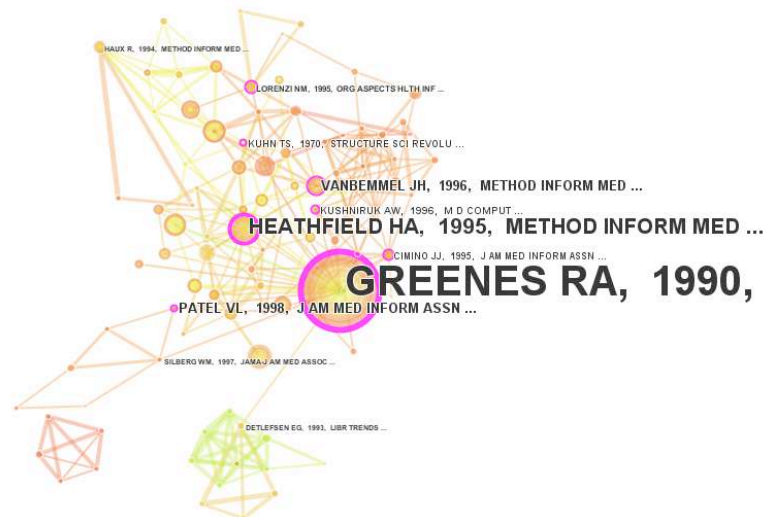 HAUX R, 1994, METHOD INFORM MED ...
LORENZI NM, 1995, ORG ASPECTS HLTH INF ...
KUHN TS, 1970, STRUCTURE SCI REVOLU ...
VANBEMMEL JH, 1996, METHOD INFORM MED ...
KUSHNIRUK AW, 1996, M D COMPUT ...
HEATHFIELD HA, 1995, METHOD INFORM MED ...
CIMINO JJ, 1995, J AM MED INFORM ASSN ...
GREENES RA, 1990,
PATEL VL, 1998, J AM MED INFORM ASSN ...
SILBERG WM, 1997, JAMA-J AM MED ASSOC ...
DETLEFSEN EG, 1993, LIBR TRENDS ...